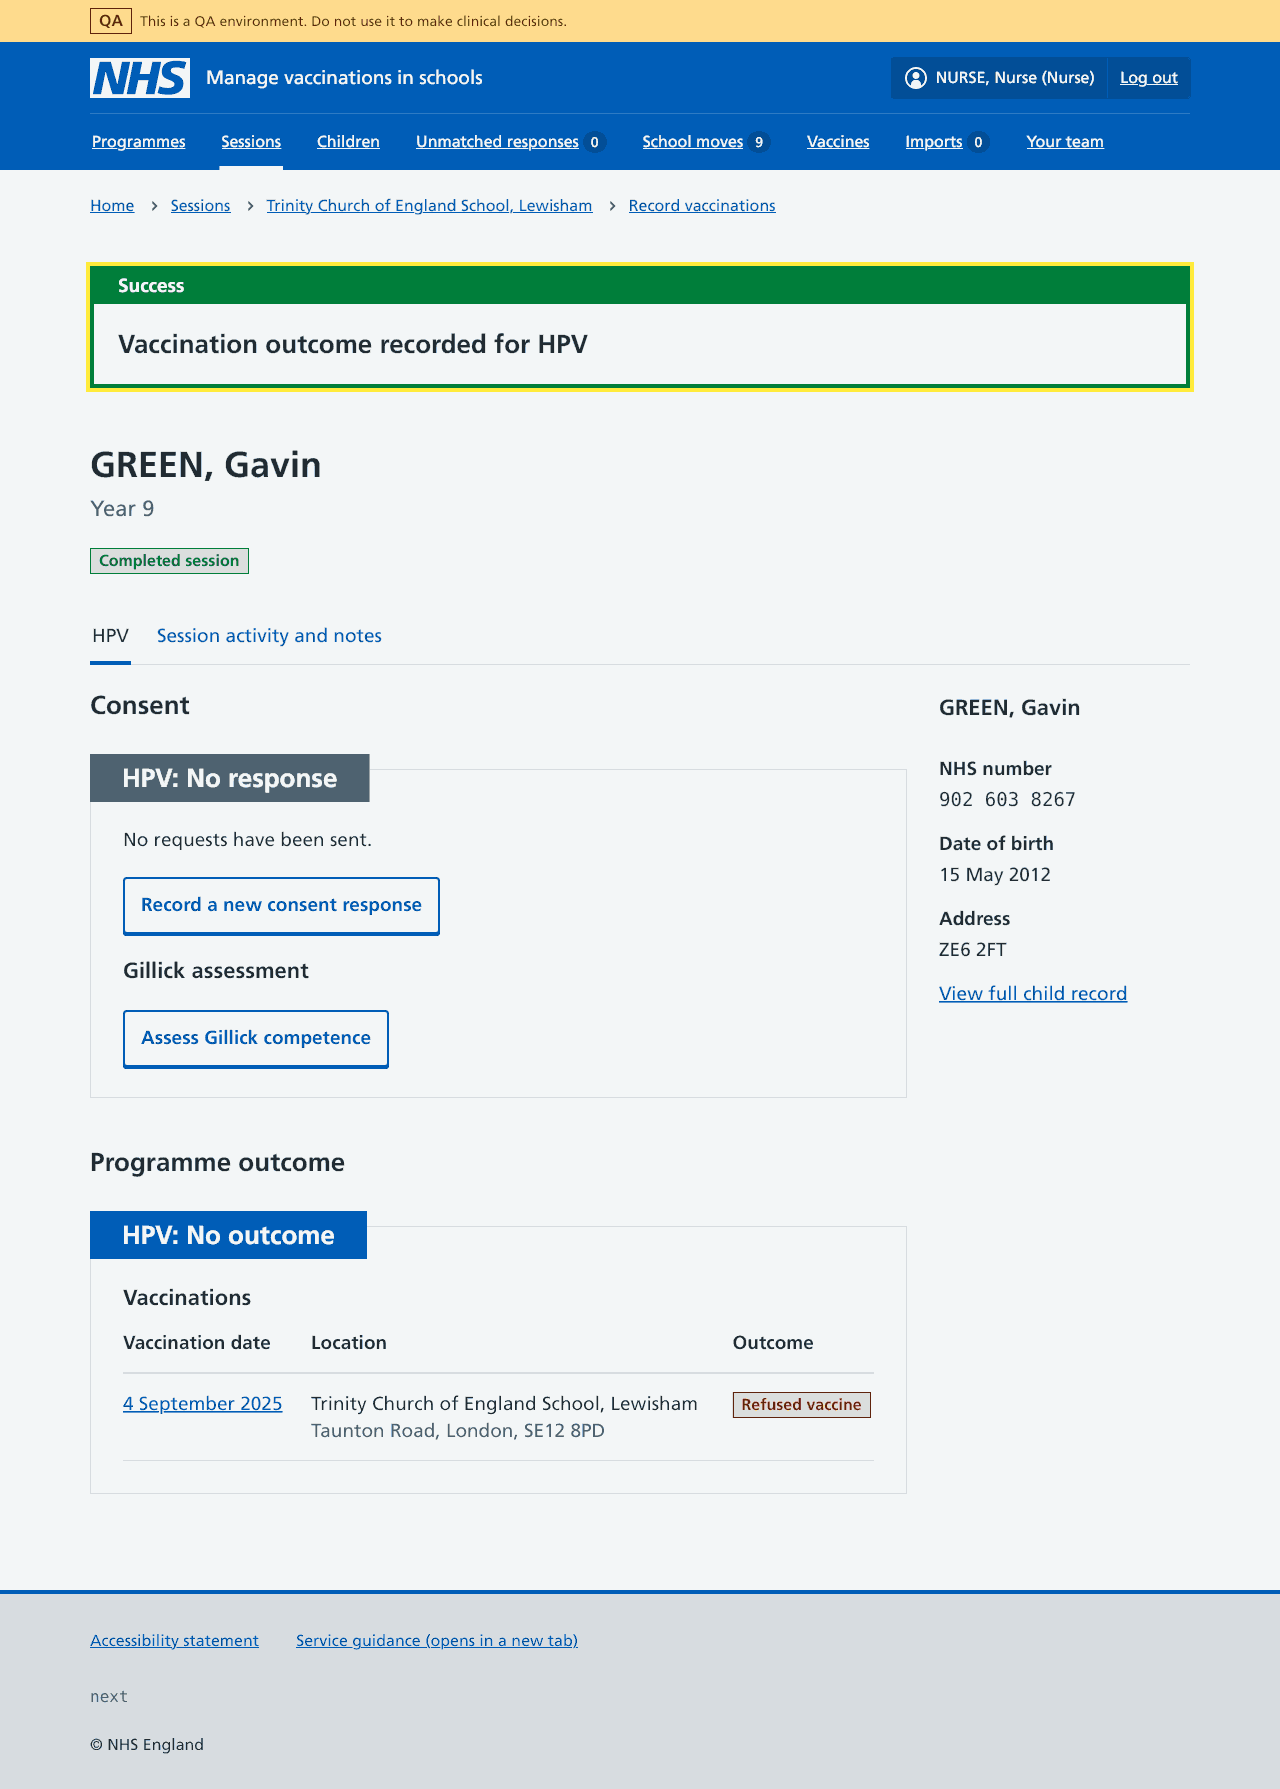 QA This is a QA environment. Do not use it to make clinical decisions.
NHS Manage vaccinations in schools NURSE, Nurse (Nurse) Log out
Programmes Sessions Children Unmatched responses 0 School moves 9 Vaccines Imports 0 Your team
Home Sessions Trinity Church of England School, Lewisham Record vaccinations
Success
Vaccination outcome recorded for HPV
GREEN, Gavin
Year 9
Completed session
HPV Session activity and notes
Consent
HPV: No response
No requests have been sent.
Record a new consent response
Gillick assessment
Assess Gillick competence
GREEN, Gavin
NHS number
902 603 8267
Date of birth
15 May 2012
Address
ZE6 2FT
View full child record
Programme outcome
HPV: No outcome
Vaccinations
Vaccination date Location Outcome
4 September 2025 Trinity Church of England School, Lewisham Refused vaccine
Taunton Road, London, SE12 8PD
Accessibility statement Service guidance (opens in a new tab)
next
© NHS England